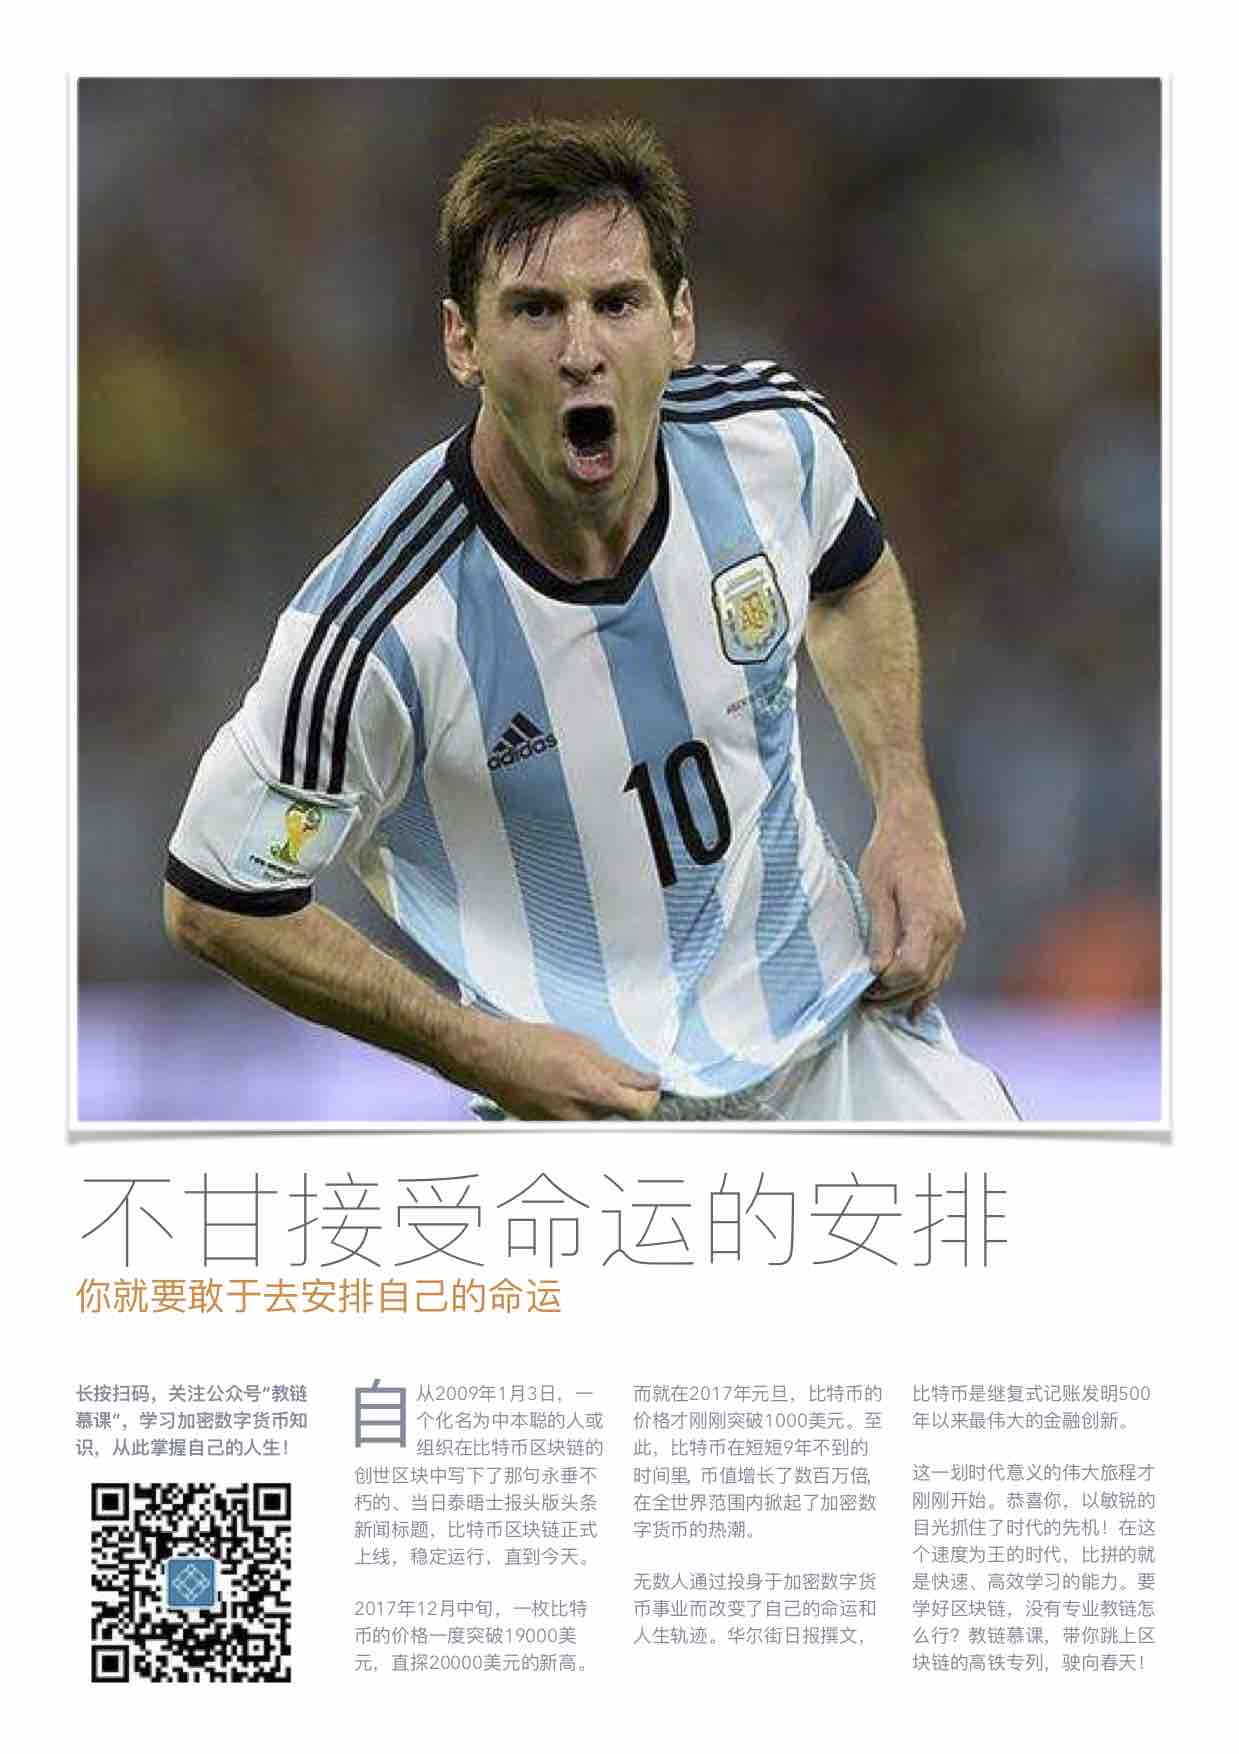 adidas
10
不甘接受命运的安排
你就要敢于去安排自己的命运
长按扫码，关注公众号“教链
慕课”，学习加密数字货币知
识，从此掌握自己的人生！
自从2009年1月3日，一
个化名为中本聪的人或
组织在比特币区块链的
创世区块中写下了那句永垂不
朽的、当日泰晤士报头版头条
新闻标题，比特币区块链正式
上线，稳定运行，直到今天。
2017年12月中旬，一枚比特
币的价格一度突破19000美
元，直探20000美元的新高。
而就在2017年元旦，比特币的
价格才刚刚突破1000美元。至
此，比特币在短短9年不到的
时间里，币值增长了数百万倍，
在全世界范围内掀起了加密数
字货币的热潮。
无数人通过投身于加密数字货
币事业而改变了自己的命运和
人生轨迹。华尔街日报撰文，
比特币是继复式记账发明500
年以来最伟大的金融创新。
这一划时代意义的伟大旅程才
刚刚开始。恭喜你，以敏锐的
目光抓住了时代的先机！在这
个速度为王的时代，比拼的就
是快速、高效学习的能力。要
学好区块链，没有专业教链怎
么行？教链慕课，带你跳上区
块链的高铁专列，驶向春天！